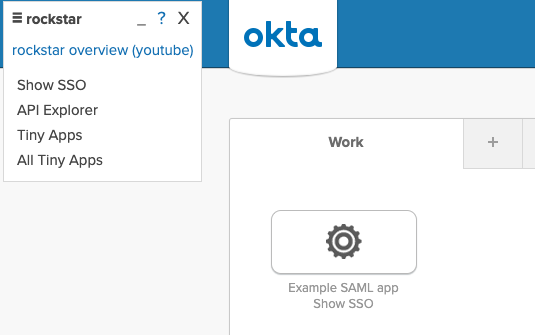 ☰ rockstar _ ? X
rockstar overview (youtube)
Show SSO
API Explorer
Tiny Apps
All Tiny Apps
okta
Work +
Example SAML app
Show SSO